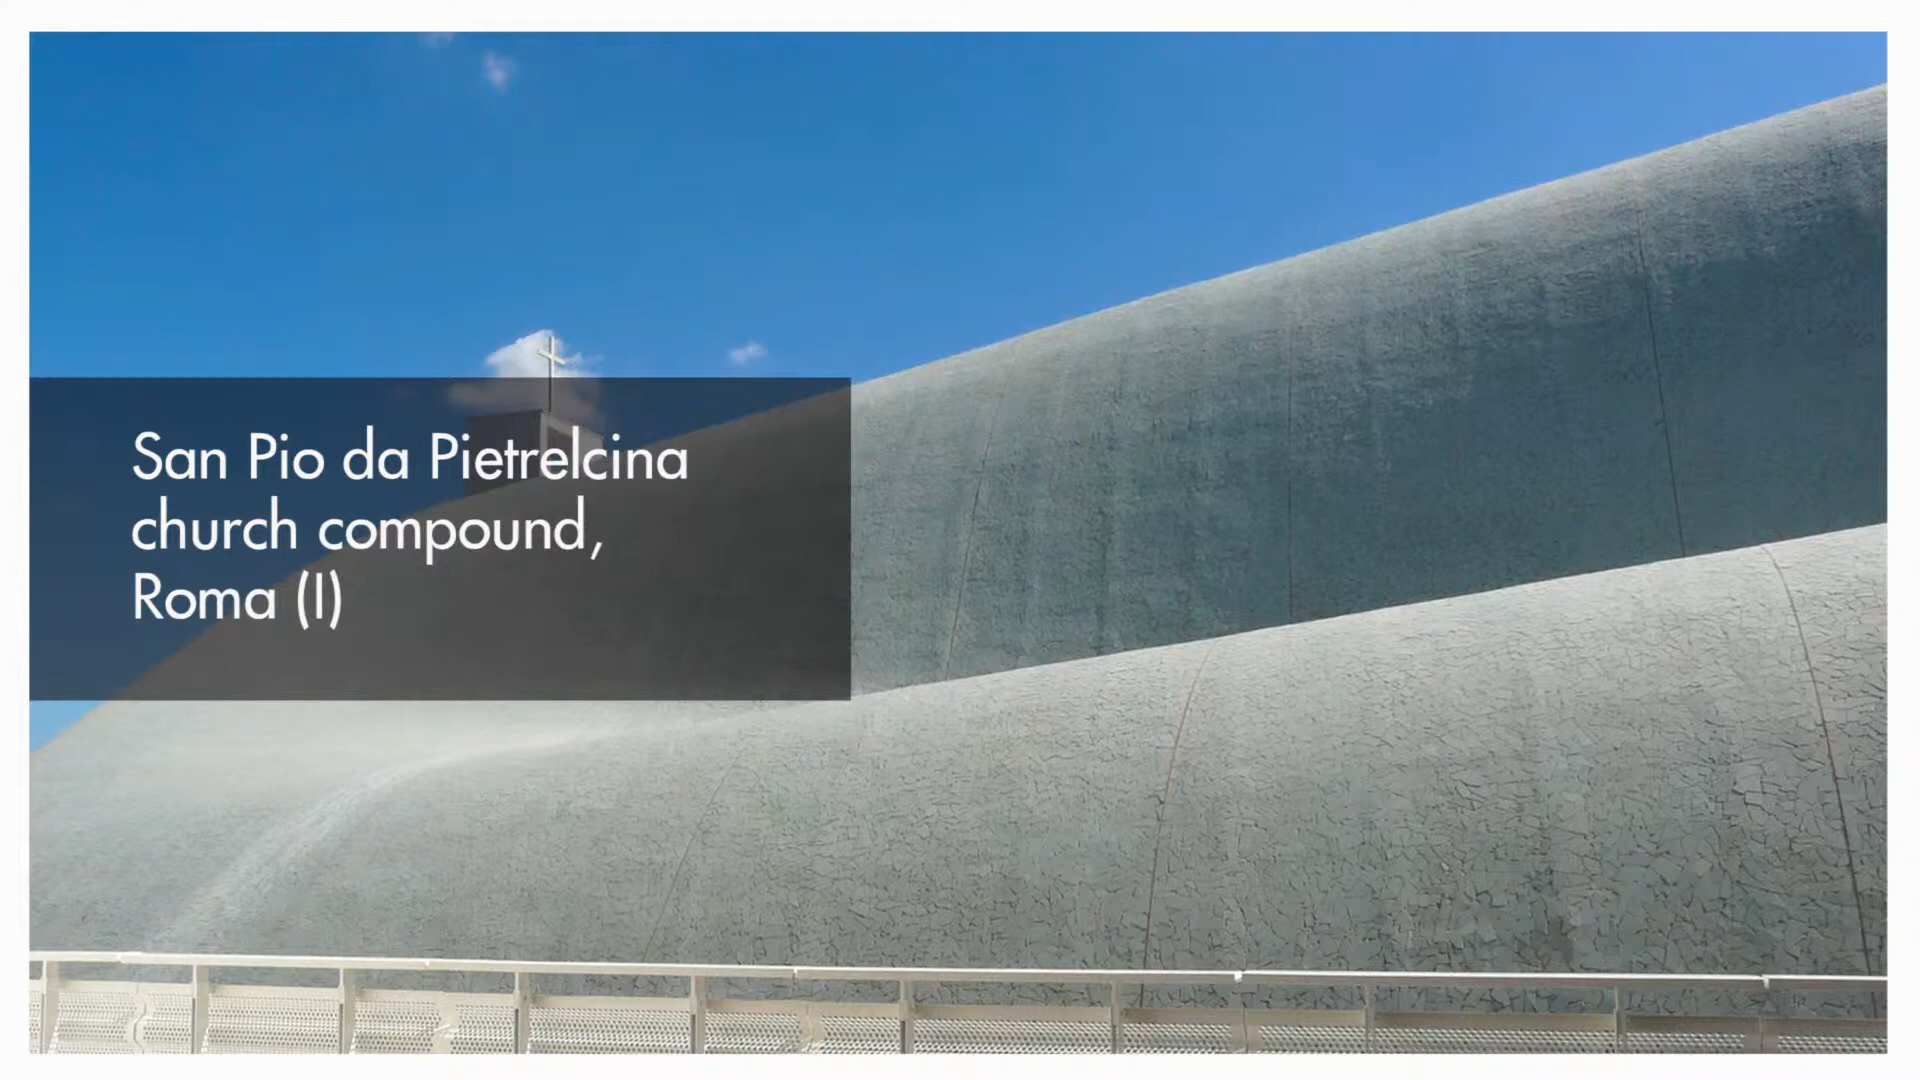 San Pio da Pietrelcina
church compound,
Roma (I)